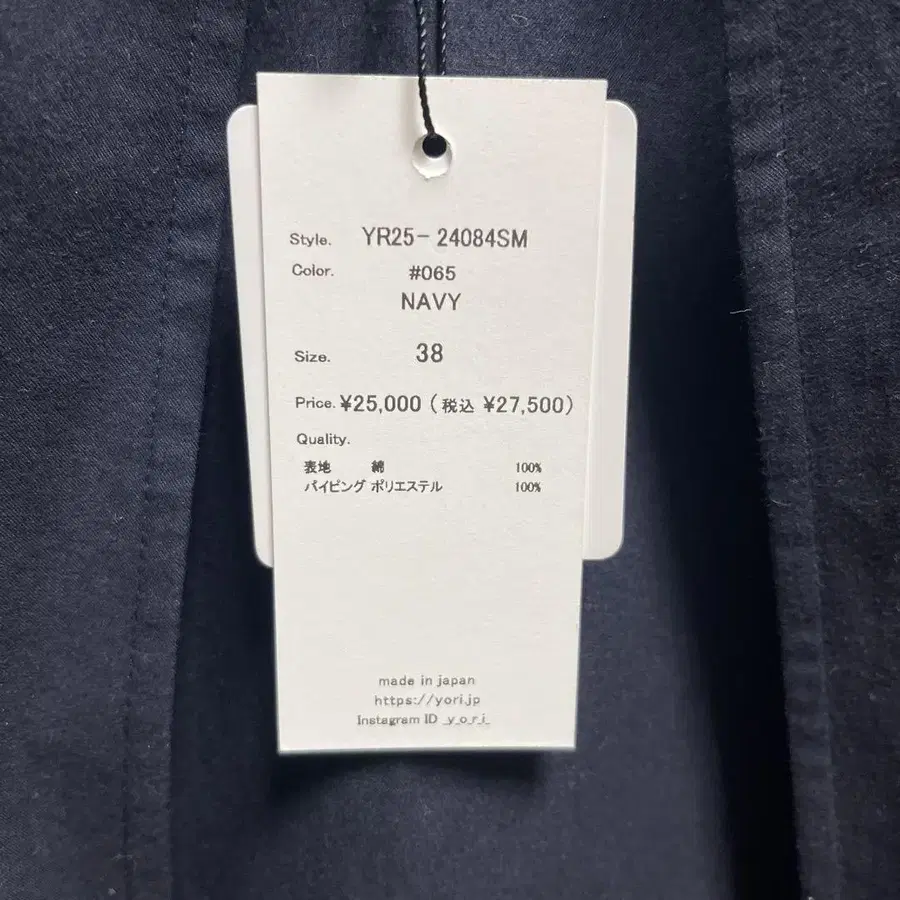 Style. YR25-24084SM
Color. #065
NAVY
Size. 38
Price. ¥25,000 (税込 ¥27,500)
Quality.
表地 綿 100%
パイピング ポリエステル 100%
made in japan
https://yori.jp
Instagram ID _y_o_r_i_